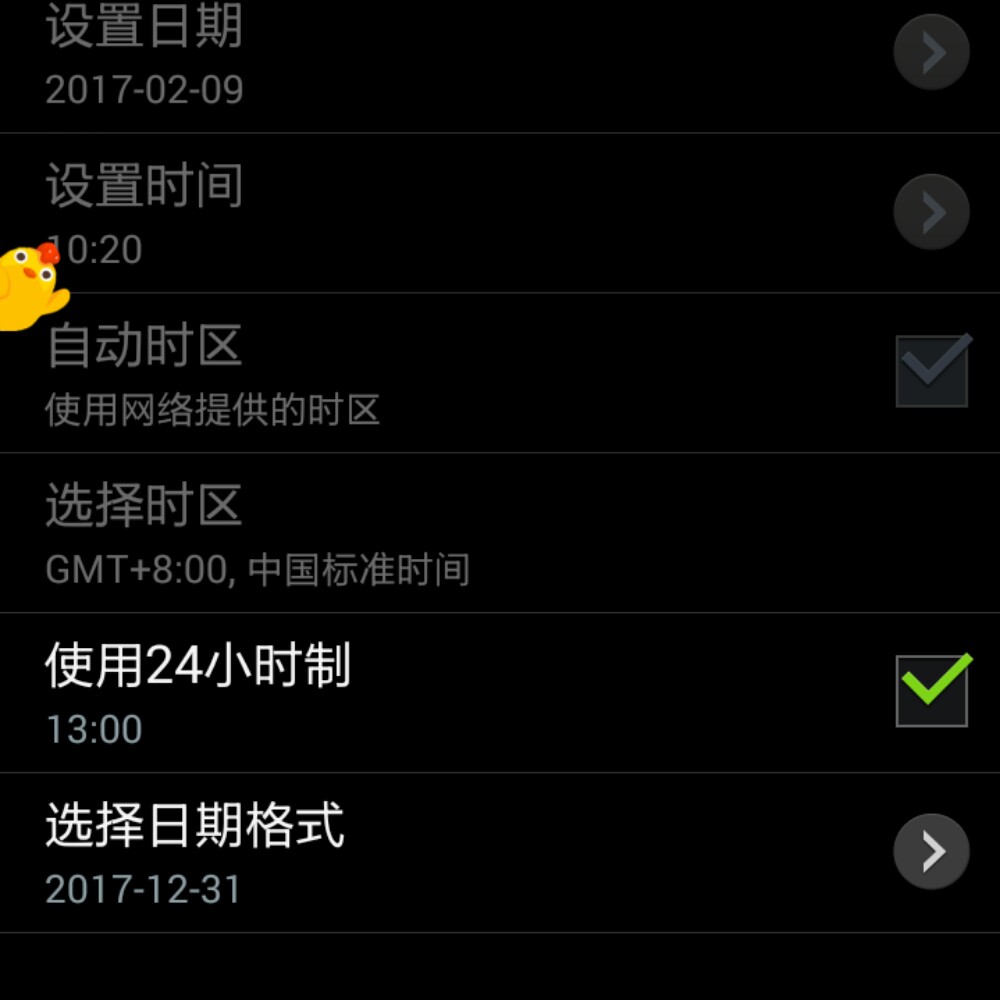 设置日期
2017-02-09
设置时间
10:20
自动时区
使用网络提供的时区
选择时区
GMT+8:00, 中国标准时间
使用24小时制
13:00
选择日期格式
2017-12-31